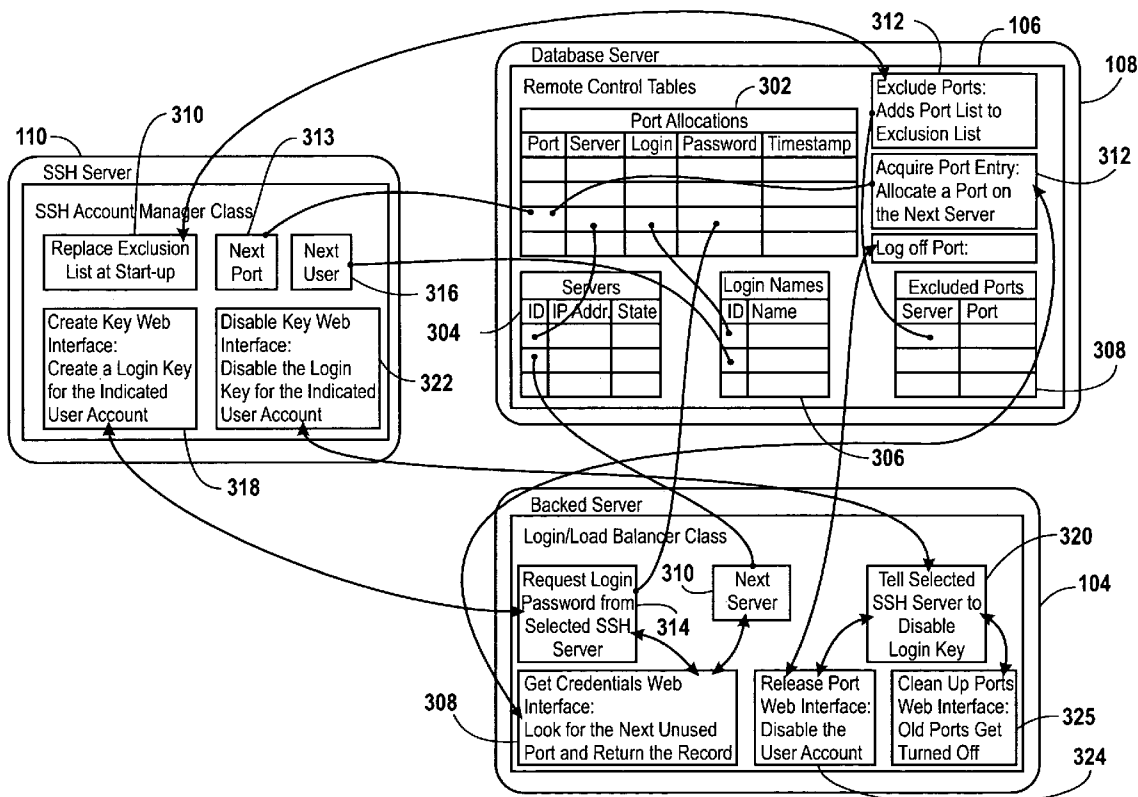 312
106
Database Server
108
Remote Control Tables
302
Exclude Ports:
Adds Port List to
Exclusion List
Port Allocations
Port Server Login Password Timestamp
Acquire Port Entry:
Allocate a Port on
the Next Server
312
Log off Port:
Servers
ID IP Addr. State
304
Login Names
ID Name
Excluded Ports
Server Port
308
306
110
310
313
SSH Server
SSH Account Manager Class
Replace Exclusion
List at Start-up
Next
Port
Next
User
316
Create Key Web
Interface:
Create a Login Key
for the Indicated
User Account
Disable Key Web
Interface:
Disable the Login
Key for the Indicated
User Account
322
318
Backed Server
Login/Load Balancer Class
320
Request Login
Password from
Selected SSH
Server
314
310
Next
Server
Tell Selected
SSH Server to
Disable
Login Key
104
Get Credentials Web
Interface:
Look for the Next Unused
Port and Return the Record
308
Release Port
Web Interface:
Disable the
User Account
Clean Up Ports
Web Interface:
Old Ports Get
Turned Off
325
324